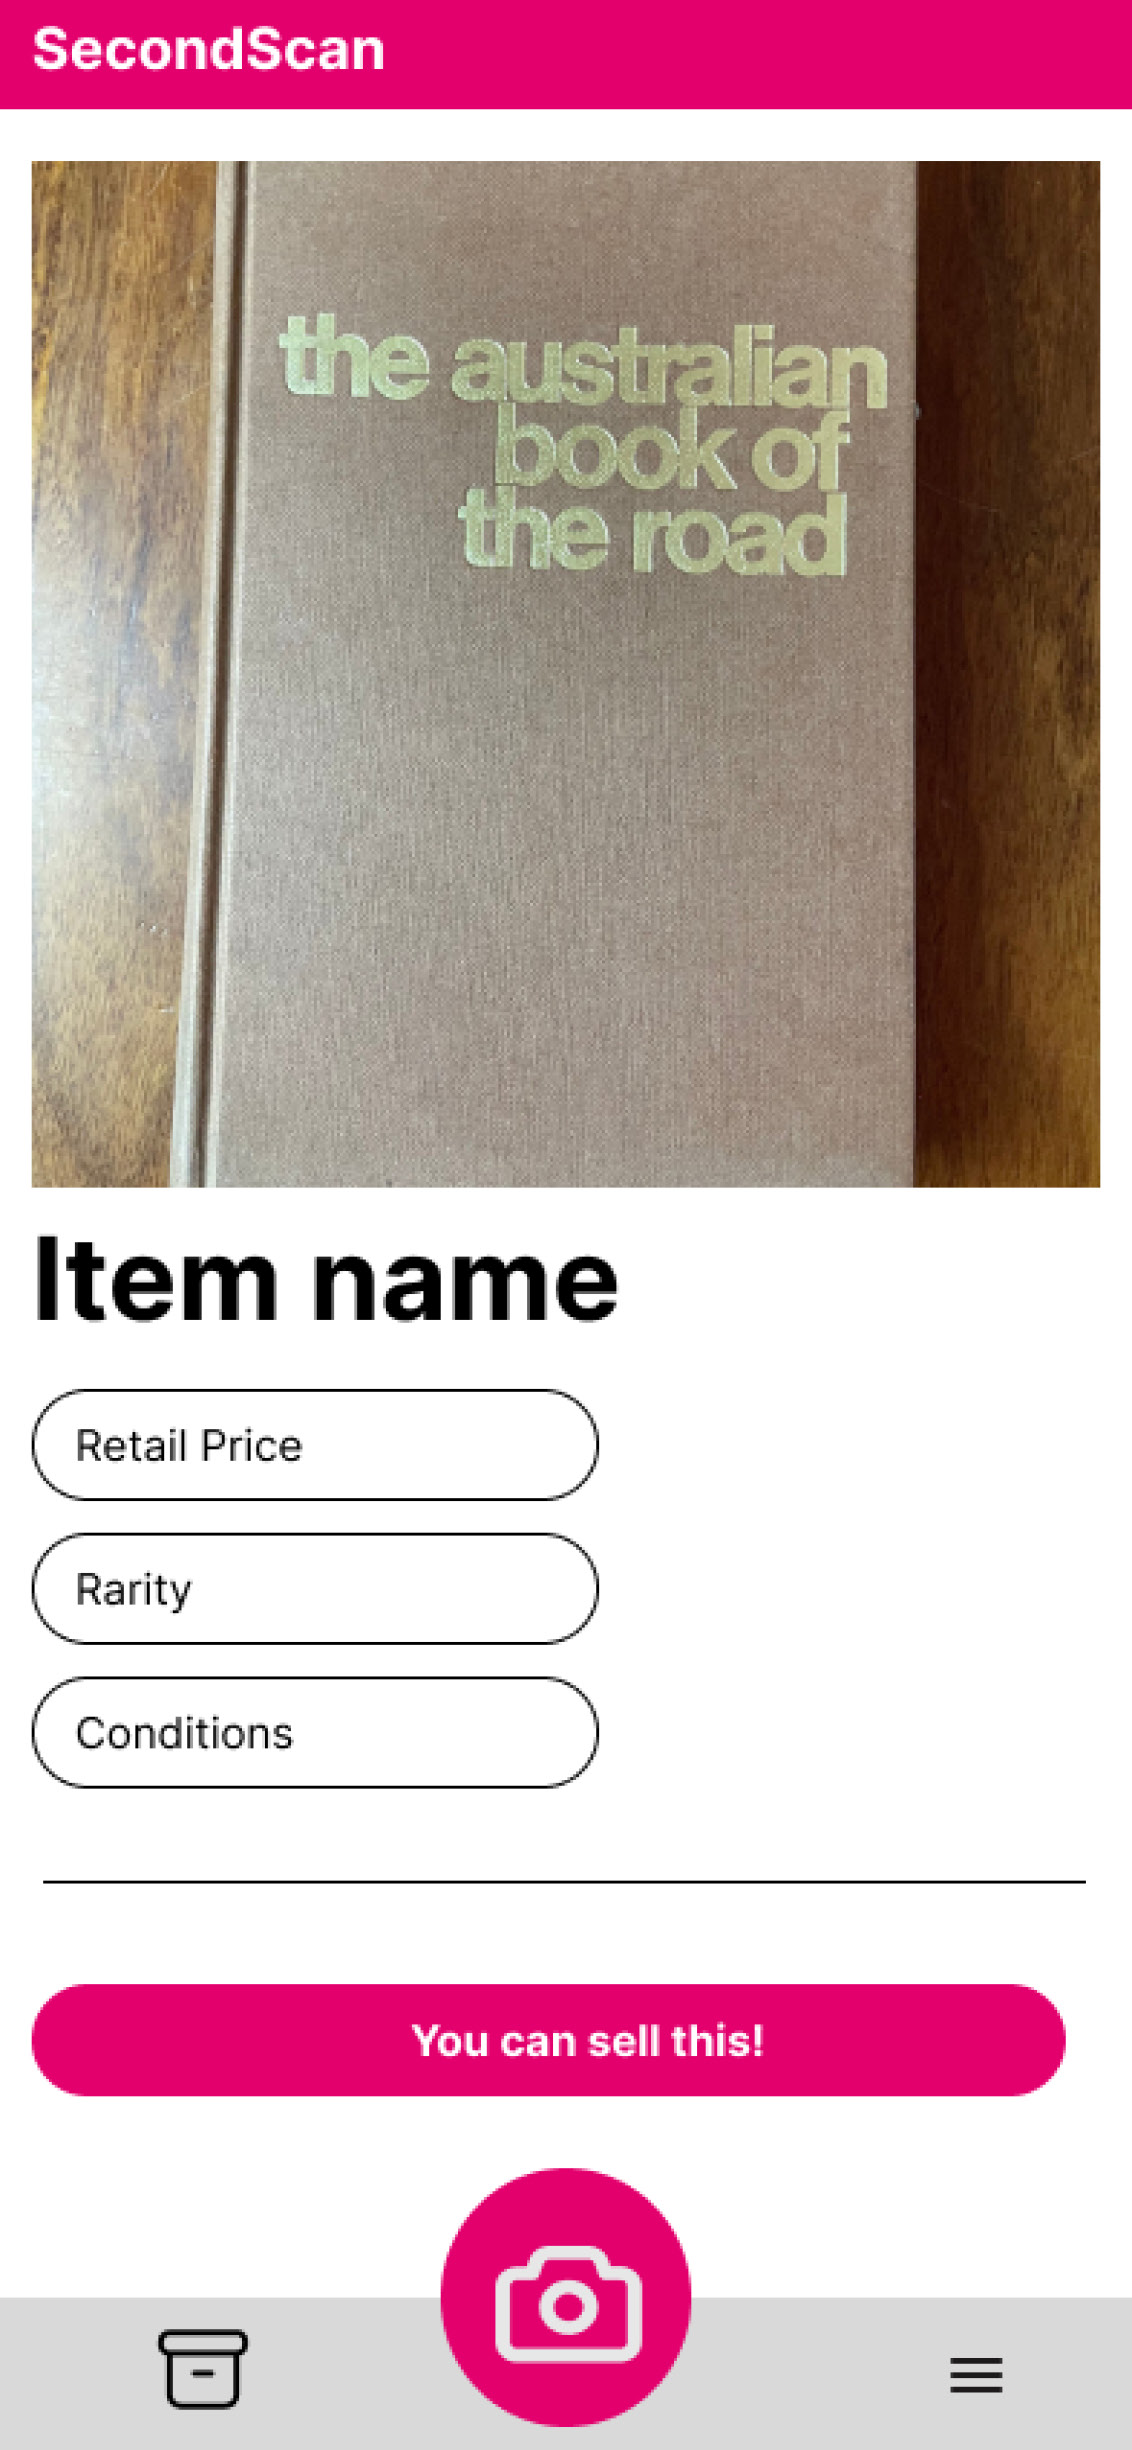 SecondScan
the australian
book of
the road
Item name
Retail Price
Rarity
Conditions
You can sell this!